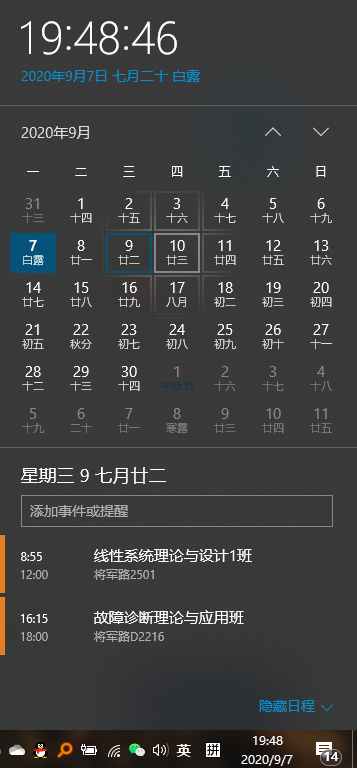 19:48:46
2020年9月7日 七月二十 白露
2020年9月
一 二 三 四 五 六 日
31 1 2 3 4 5 6
十三 十四 十五 十六 十七 十八 十九
7 8 9 10 11 12 13
白露 廿一 廿二 廿三 廿四 廿五 廿六
14 15 16 17 18 19 20
廿七 廿八 廿九 八月 初二 初三 初四
21 22 23 24 25 26 27
初五 秋分 初七 初八 初九 初十 十一
28 29 30 1 2 3 4
十二 十三 十四 中秋节 十六 十七 十八
5 6 7 8 9 10 11
十九 二十 廿一 寒露 廿三 廿四 廿五
星期三 9 七月廿二
添加事件或提醒
8:55 线性系统理论与设计1班
12:00 将军路2501
16:15 故障诊断理论与应用班
18:00 将军路D2216
隐藏日程
英 拼 19:48
2020/9/7 14